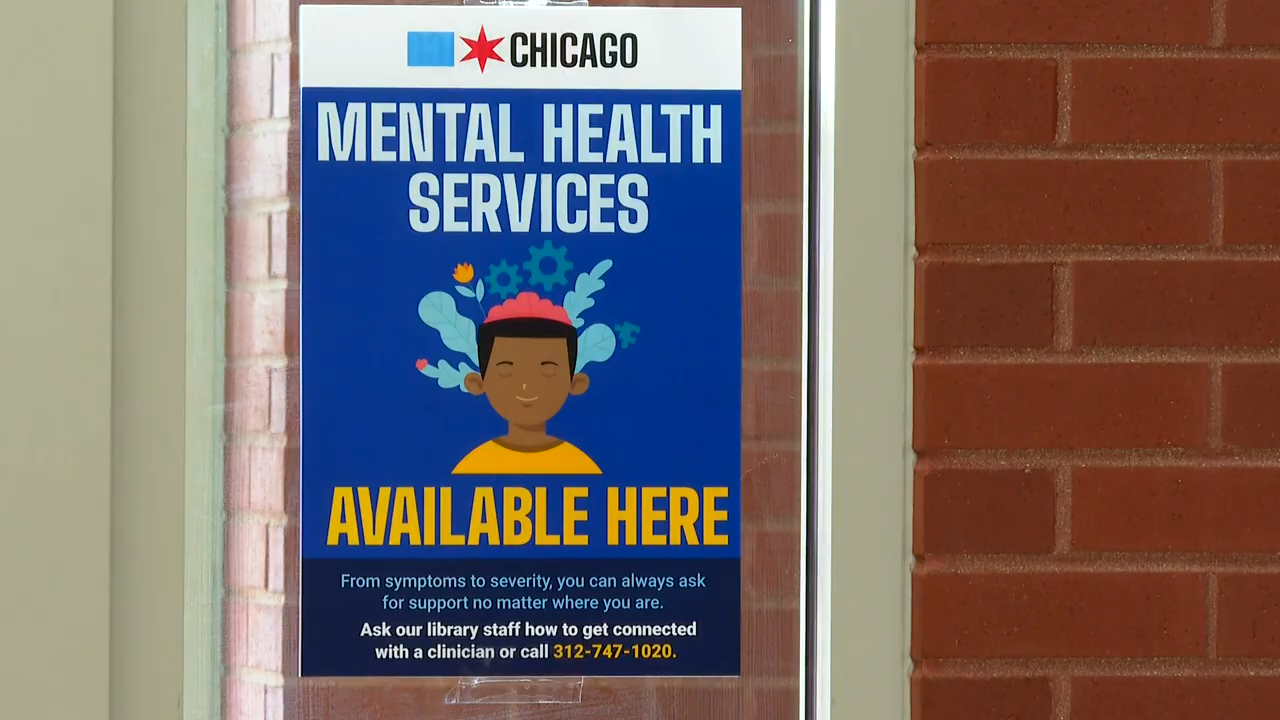 CHICAGO
MENTAL HEALTH
SERVICES
AVAILABLE HERE
From symptoms to severity, you can always ask
for support no matter where you are.
Ask our library staff how to get connected
with a clinician or call 312-747-1020.